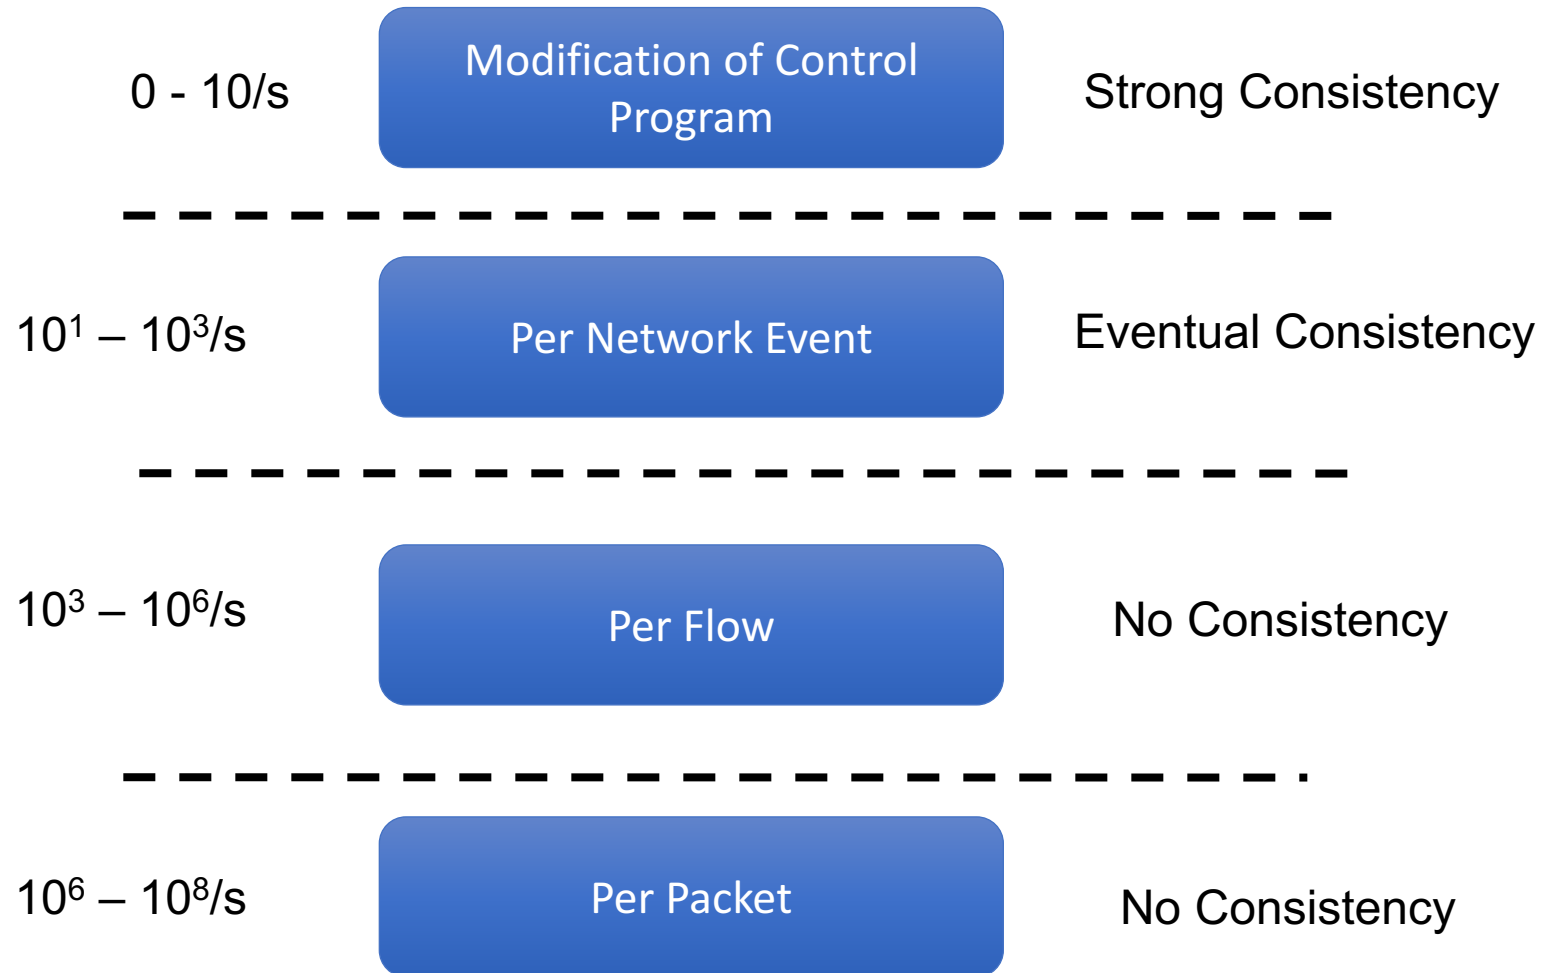 0 - 10/s
Modification of Control
Program
Strong Consistency
10¹ – 10³/s
Per Network Event
Eventual Consistency
10³ – 10⁶/s
Per Flow
No Consistency
10⁶ – 10⁸/s
Per Packet
No Consistency